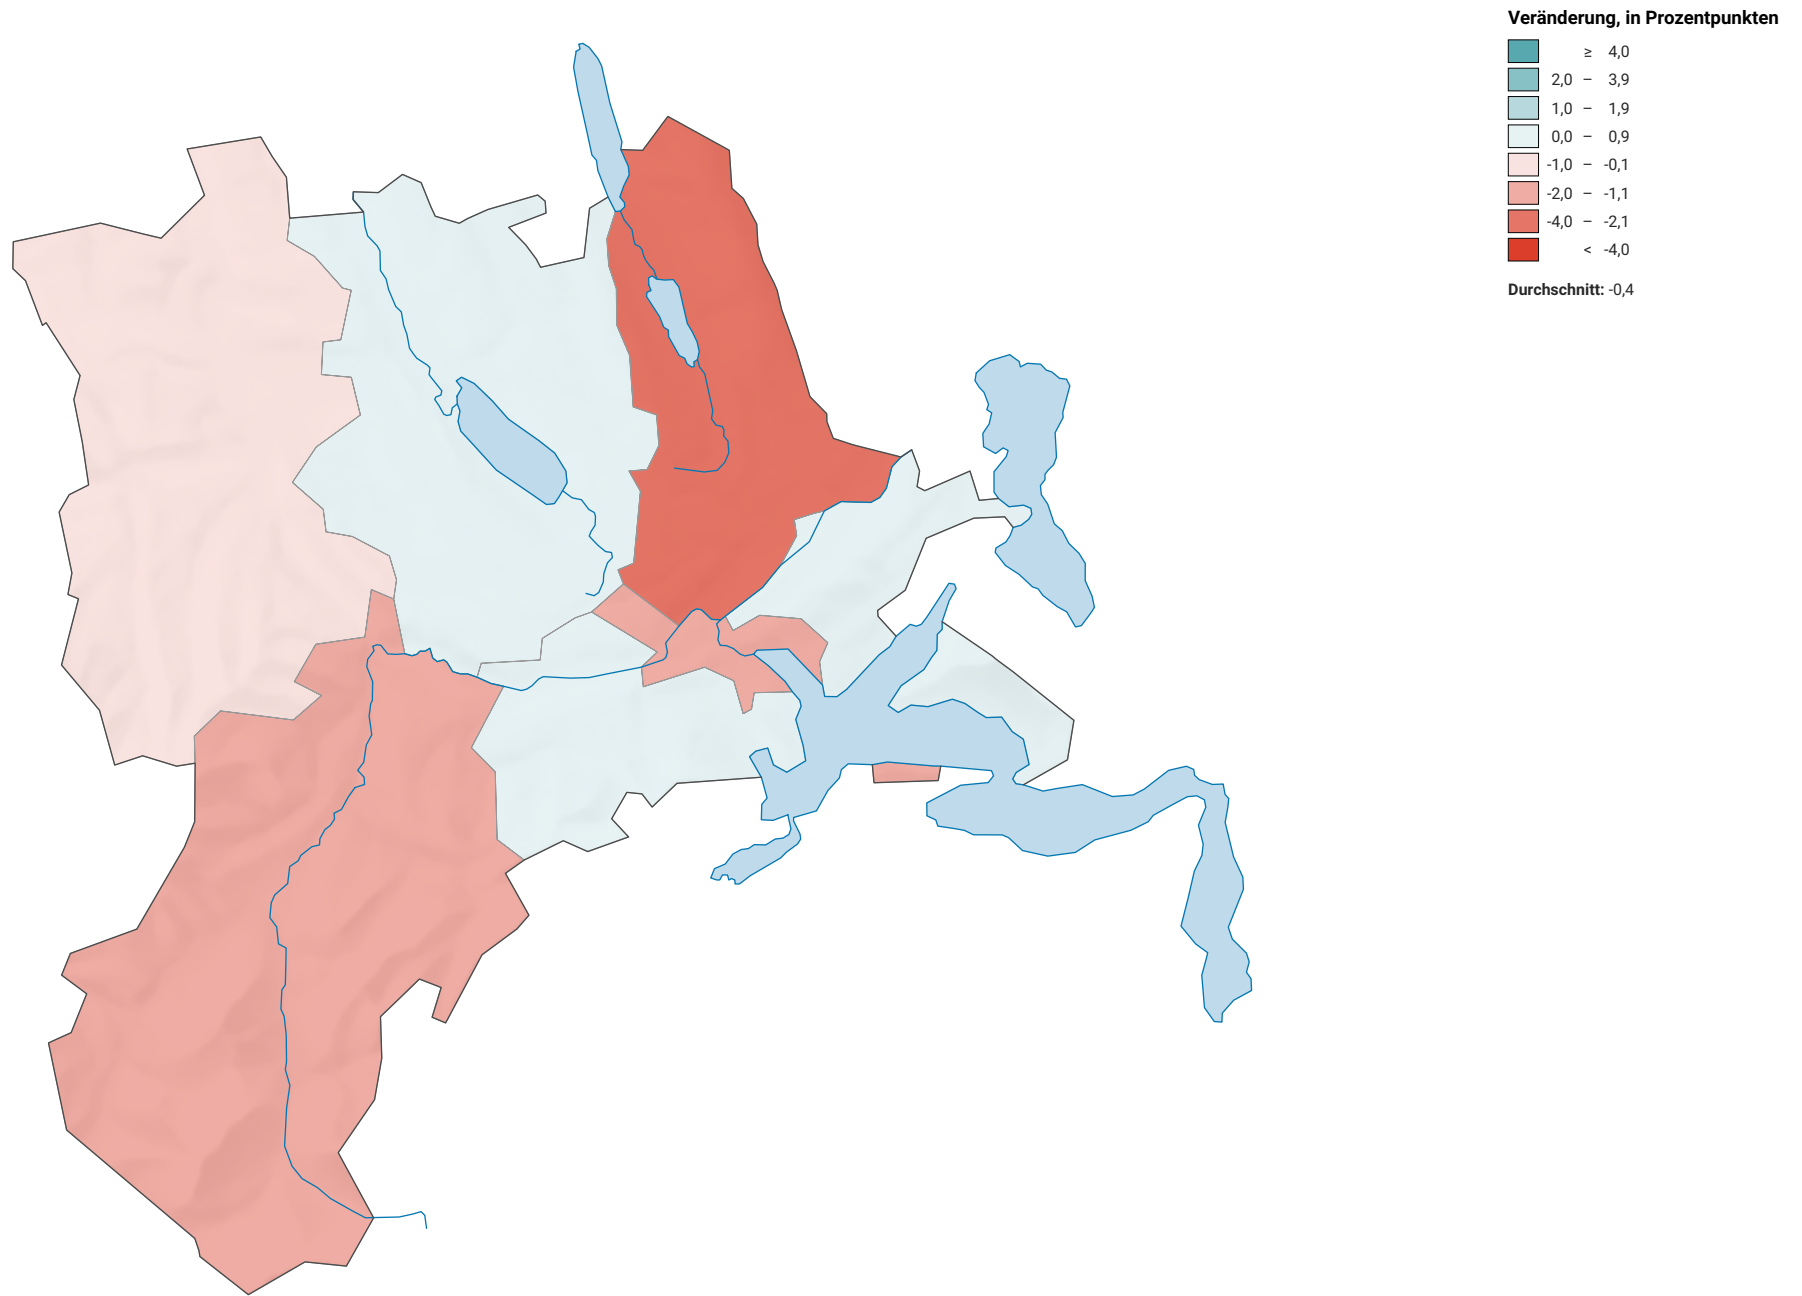 Veränderung, in Prozentpunkten
≥ 4,0
2,0 – 3,9
1,0 – 1,9
0,0 – 0,9
-1,0 – -0,1
-2,0 – -1,1
-4,0 – -2,1
< -4,0
Durchschnitt: -0,4